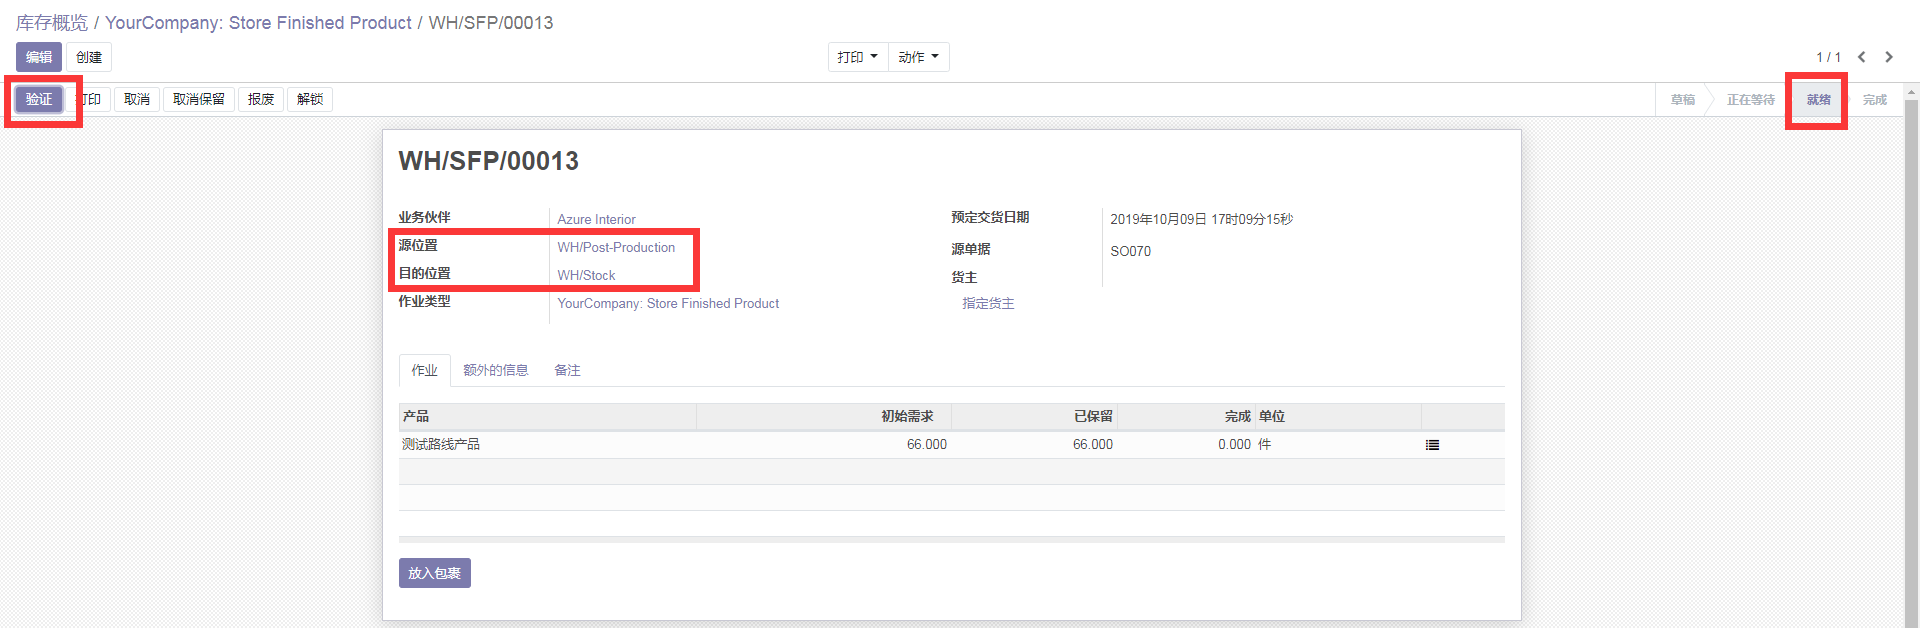 库存概览 / YourCompany: Store Finished Product / WH/SFP/00013
编辑 创建 打印 动作 1 / 1
验证 打印 取消 取消保留 报废 解锁 草稿 正在等待 就绪 完成
WH/SFP/00013
业务伙伴 Azure Interior 预定交货日期 2019年10月09日 17时09分15秒
源位置 WH/Post-Production 源单据 SO070
目的位置 WH/Stock 货主
作业类型 YourCompany: Store Finished Product 指定货主
作业 额外的信息 备注
产品 初始需求 已保留 完成 单位
测试路线产品 66.000 66.000 0.000 件
放入包裹